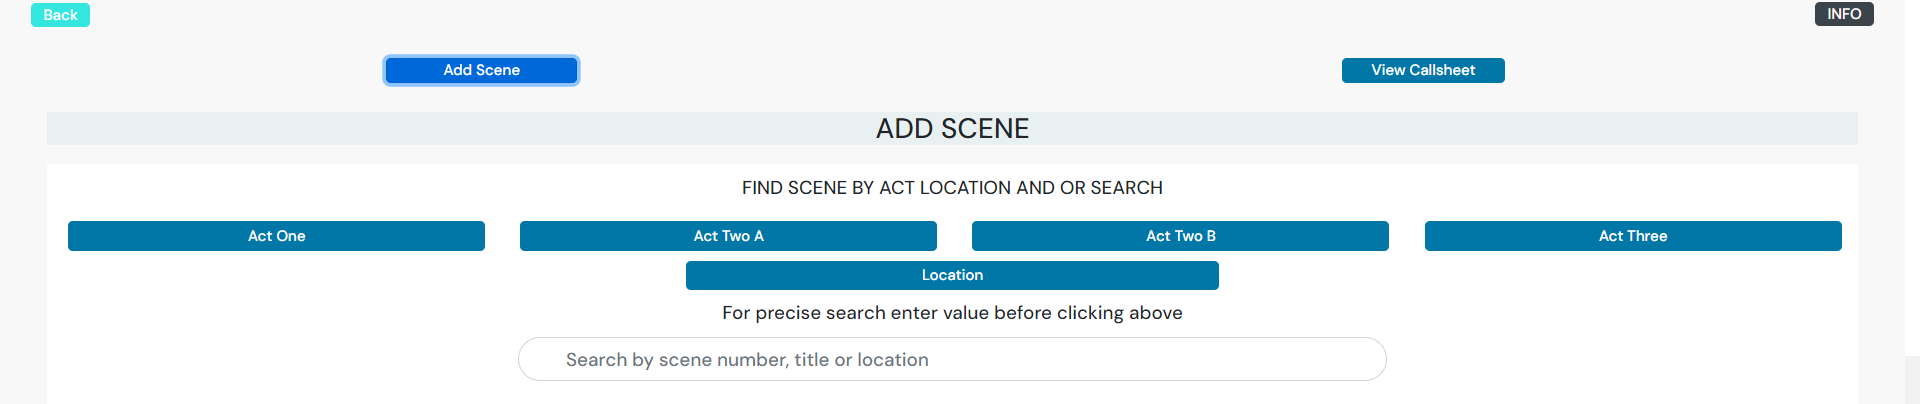 Back
INFO
Add Scene
View Callsheet
ADD SCENE
FIND SCENE BY ACT LOCATION AND OR SEARCH
Act One
Act Two A
Act Two B
Act Three
Location
For precise search enter value before clicking above
Search by scene number, title or location